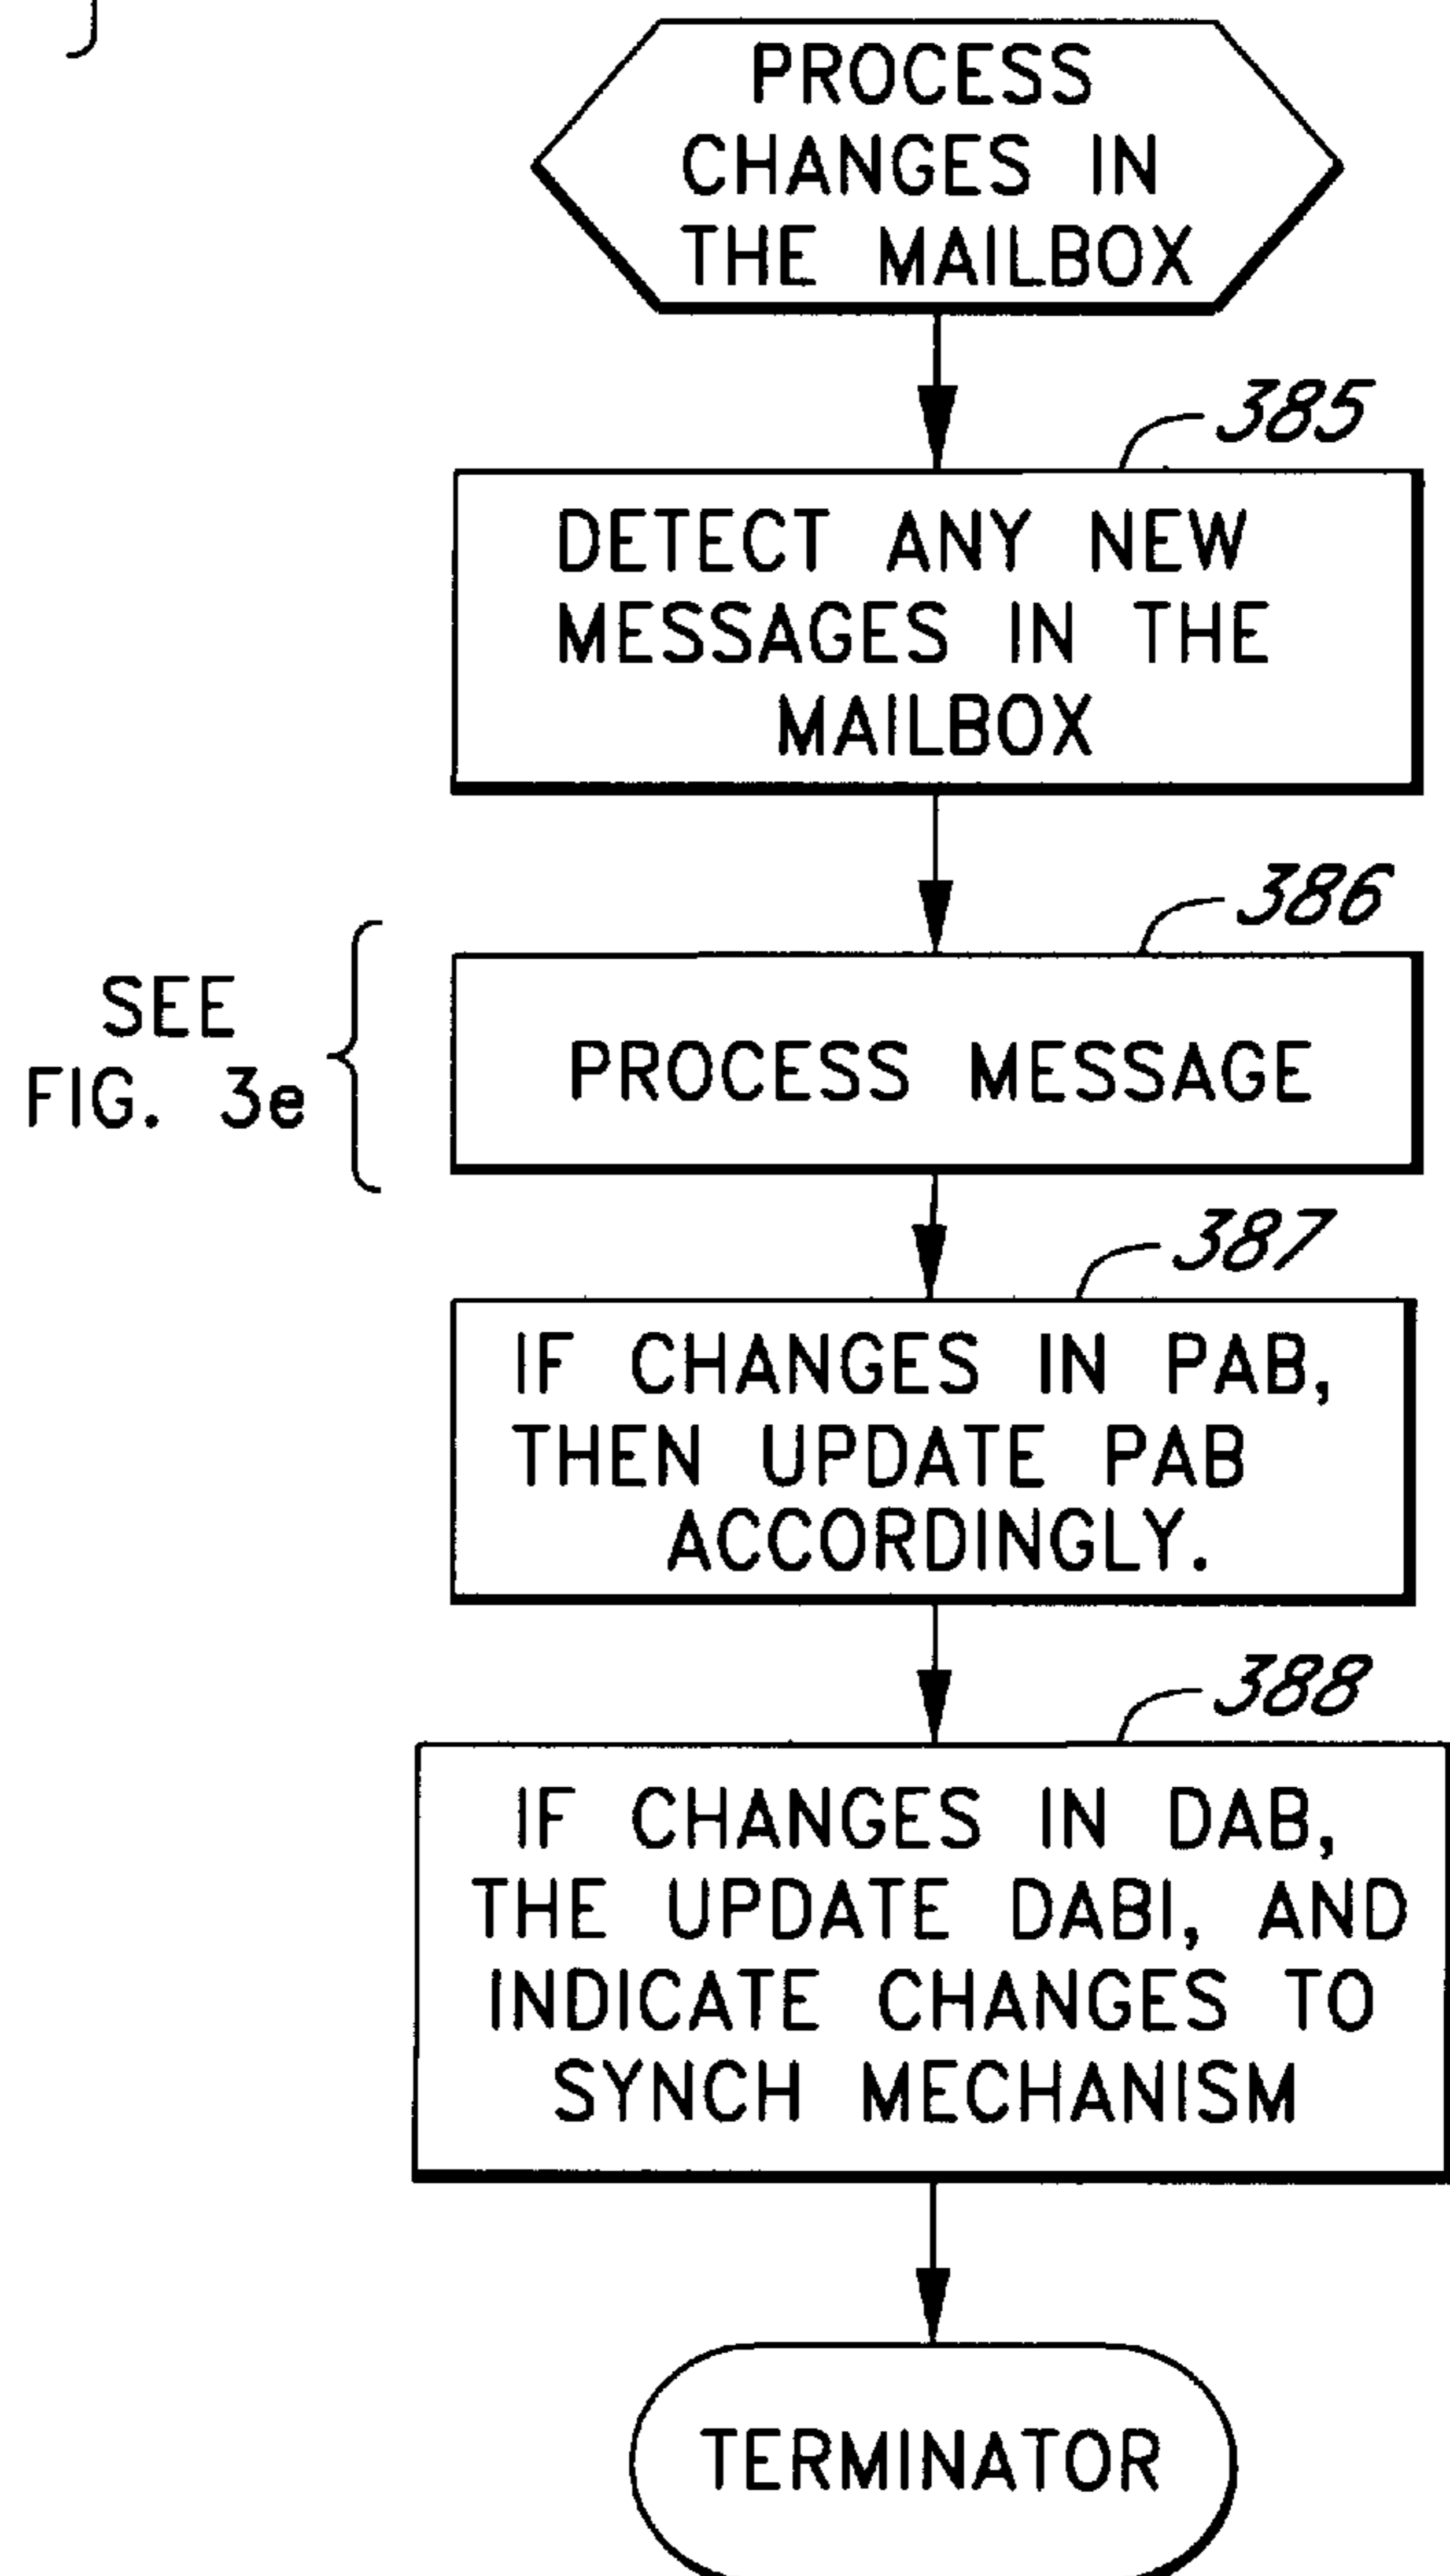 PROCESS
CHANGES IN
THE MAILBOX
385
DETECT ANY NEW
MESSAGES IN THE
MAILBOX
386
SEE
FIG. 3e
PROCESS MESSAGE
387
IF CHANGES IN PAB,
THEN UPDATE PAB
ACCORDINGLY.
388
IF CHANGES IN DAB,
THE UPDATE DABI, AND
INDICATE CHANGES TO
SYNCH MECHANISM
TERMINATOR